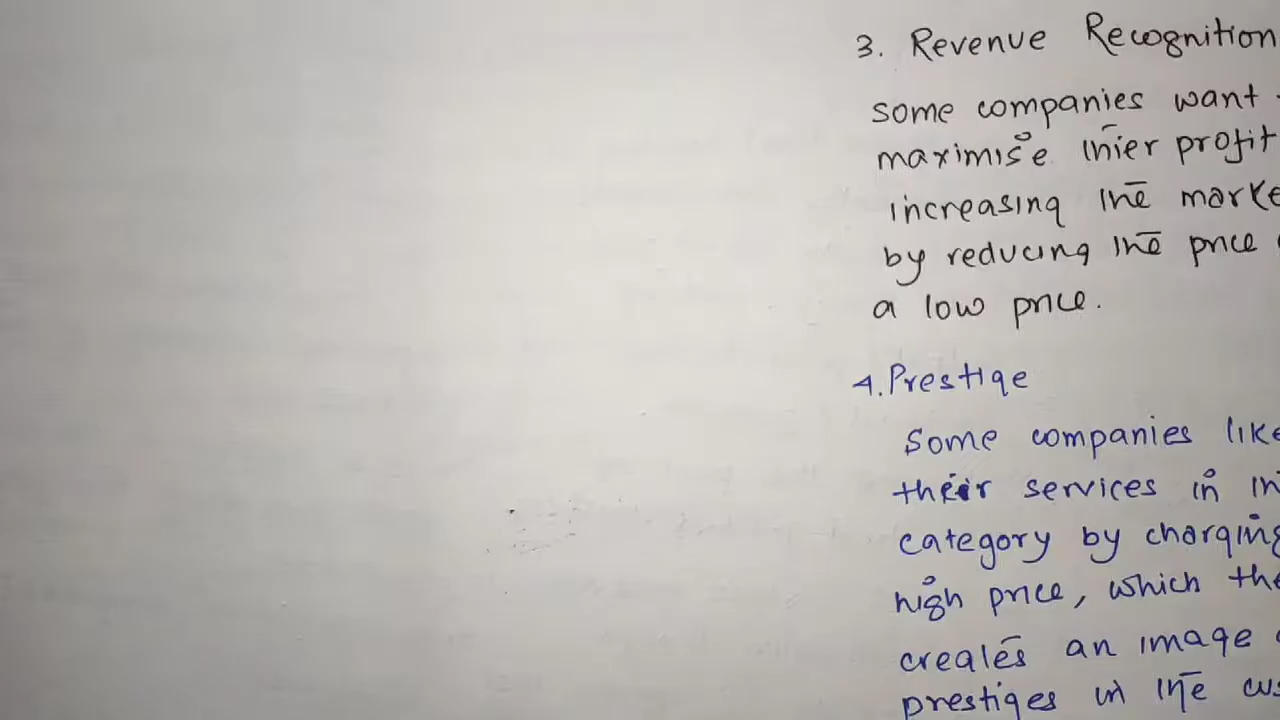 3. Revenue Recognition
Some companies want
maximise thier profit
increasing the marke
by reducing the price
a low price.
4. Prestige
Some companies like
their services in
category by charging
high price, which the
creates an image
prestiges in the cus